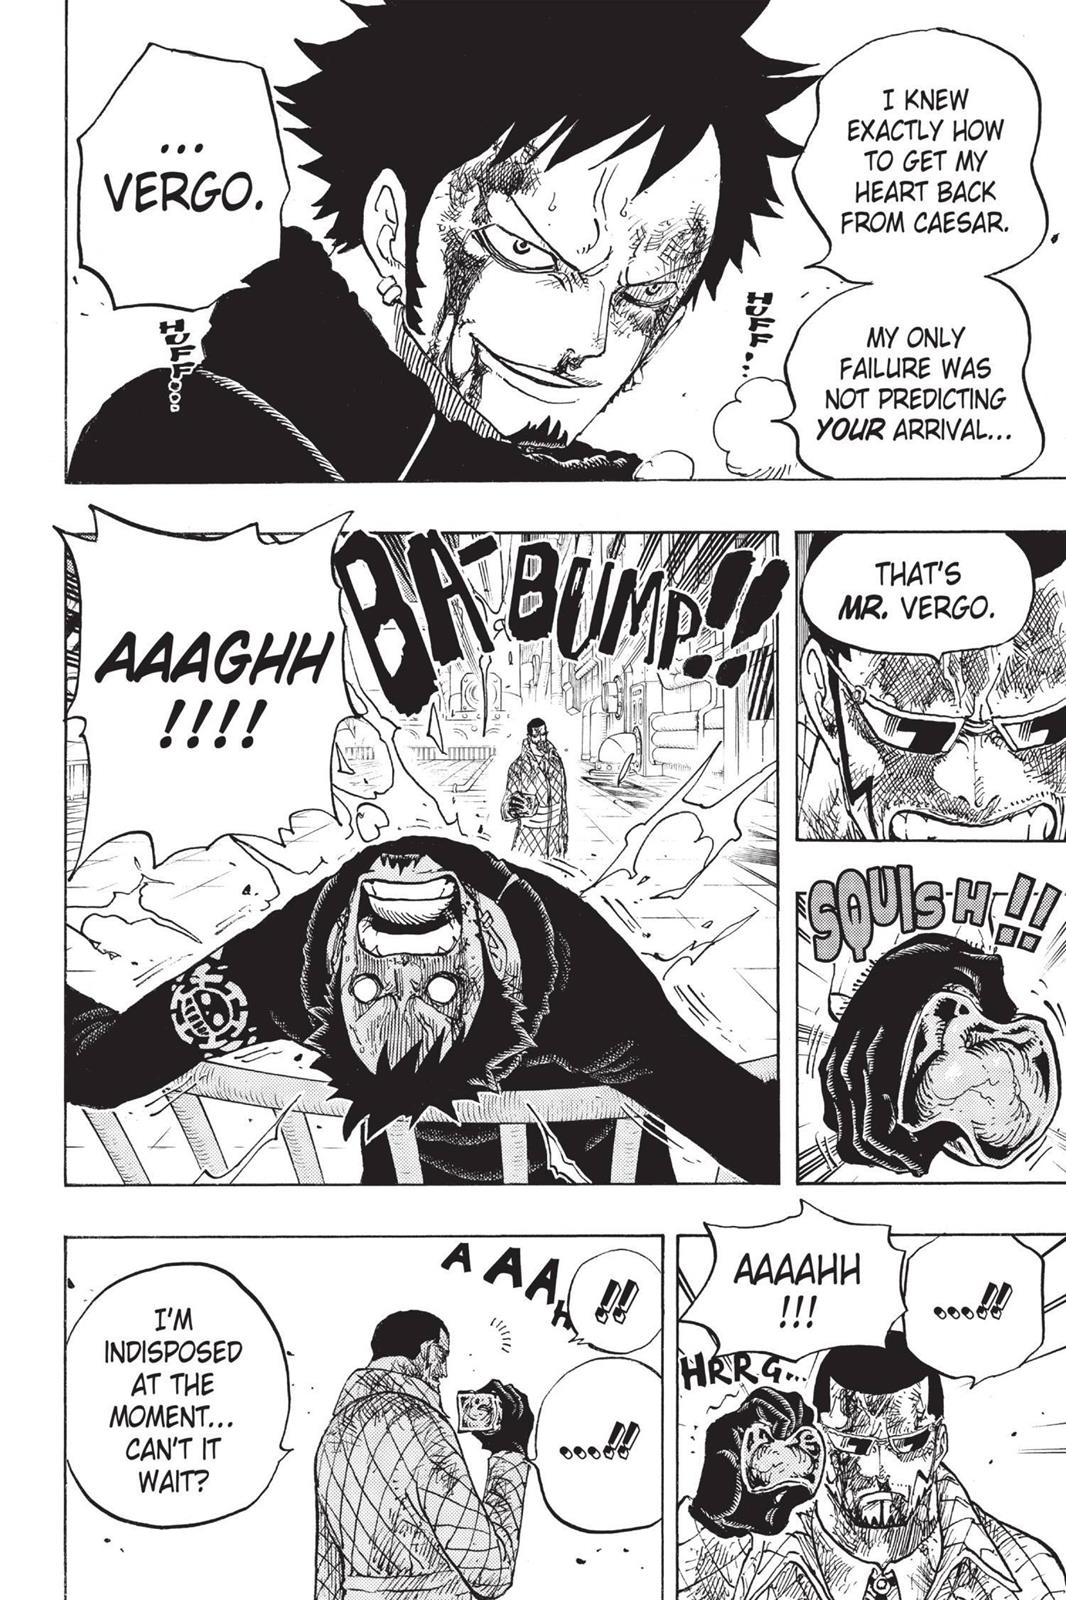 I KNEW
EXACTLY HOW
TO GET MY
HEART BACK
FROM CAESAR.
MY ONLY
FAILURE WAS
NOT PREDICTING
YOUR ARRIVAL...
HUFF...
...
VERGO.
HUFF...
THAT'S
MR. VERGO.
SQUISH!!
BA-BUMP!!
AAAGHH
!!!!
...!!
AAAAHH
!!!
HRRG...
!!
...!!
AAAH
I'M
INDISPOSED
AT THE
MOMENT...
CAN'T IT
WAIT?